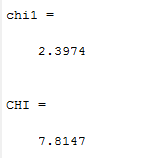 chi1 =
2.3974
CHI =
7.8147